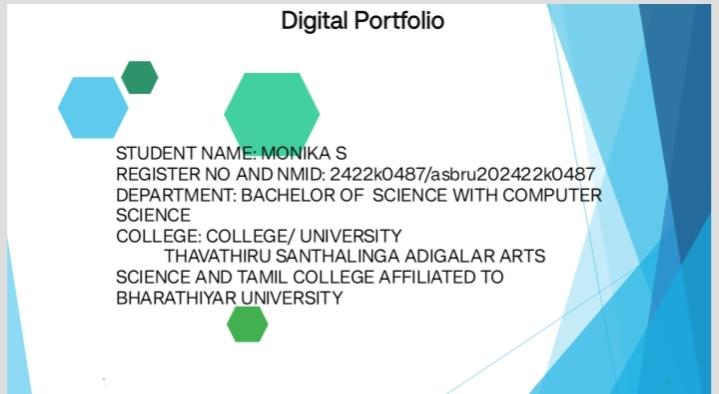 Digital Portfolio
STUDENT NAME: MONIKA S
REGISTER NO AND NMID: 2422k0487/asbru202422k0487
DEPARTMENT: BACHELOR OF SCIENCE WITH COMPUTER
SCIENCE
COLLEGE: COLLEGE/ UNIVERSITY
THAVATHIRU SANTHALINGA ADIGALAR ARTS
SCIENCE AND TAMIL COLLEGE AFFILIATED TO
BHARATHIYAR UNIVERSITY